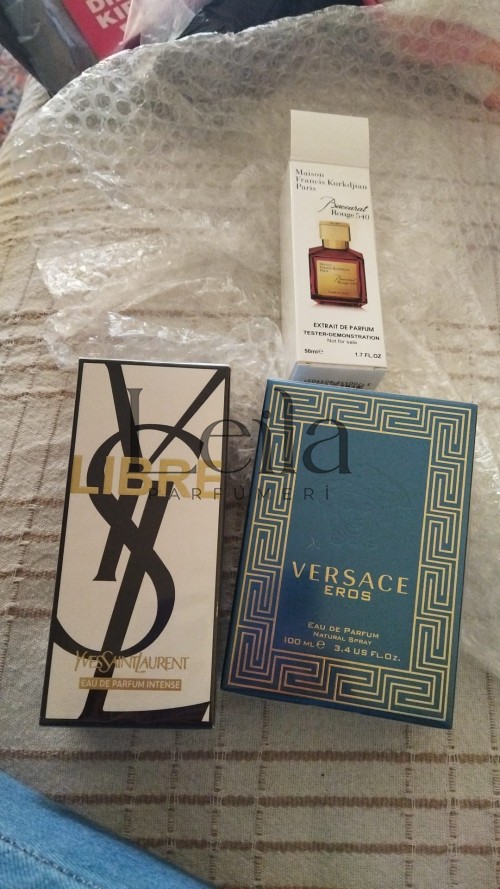 Maison
Francis Kurkdjian
Paris
Baccarat
Rouge 540
EXTRAIT DE PARFUM
TESTER-DEMONSTRATION
Not for sale
50ml e 1.7 FL.OZ
LIBRE
YVESSAINTLAURENT
EAU DE PARFUM INTENSE
Leila
PARFÜMERİ
VERSACE
EROS
EAU DE PARFUM
NATURAL SPRAY
100 ML e 3.4 US FL.OZ.